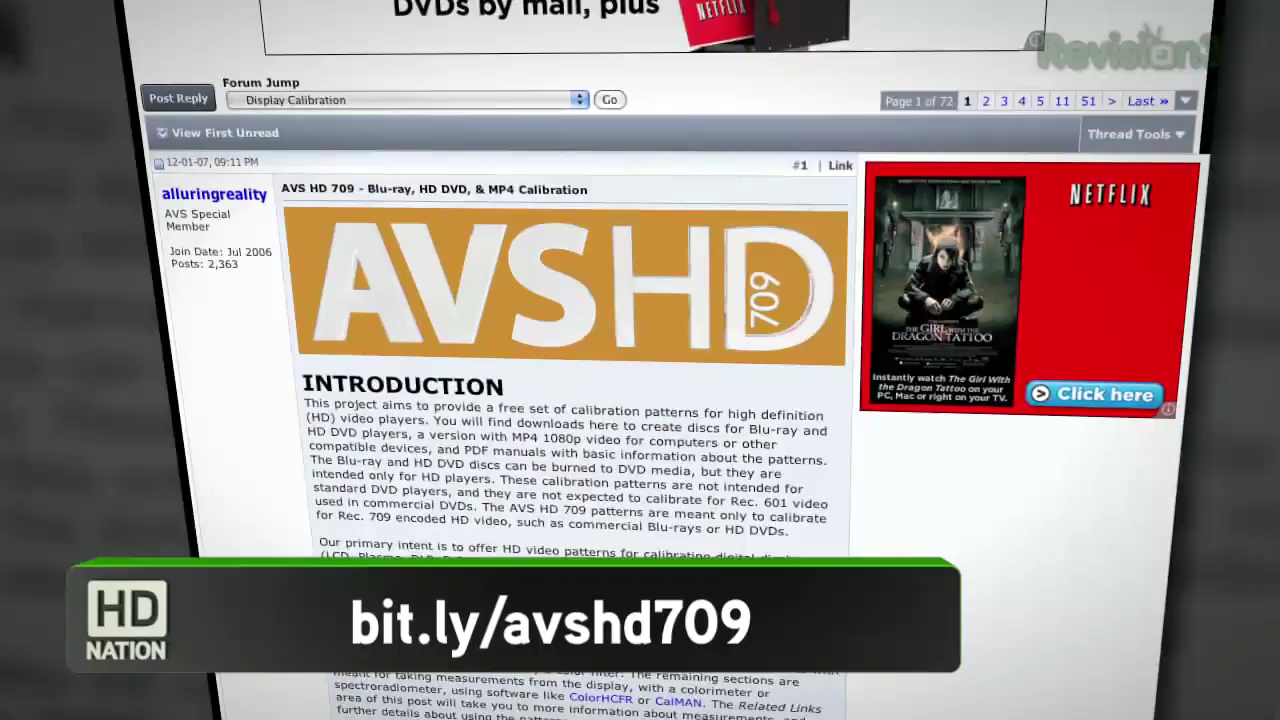 DVDs by mail, plus
NETFLIX
Revision3
Forum Jump
Post Reply
Display Calibration
Go
Page 1 of 72 1 2 3 4 5 11 51 > Last »
View First Unread
Thread Tools
12-01-07, 09:11 PM
#1 | Link
alluringreality
AVS Special
Member
Join Date: Jul 2006
Posts: 2,363
AVS HD 709 - Blu-ray, HD DVD, & MP4 Calibration
AVSHD
709
NETFLIX
THE GIRL WITH THE
DRAGON TATTOO
Instantly watch The Girl With
the Dragon Tattoo on your
PC, Mac or right on your TV.
Click here
INTRODUCTION
This project aims to provide a free set of calibration patterns for high definition
(HD) video players. You will find downloads here to create discs for Blu-ray and
HD DVD players, a version with MP4 1080p video for computers or other
compatible devices, and PDF manuals with basic information about the patterns.
The Blu-ray and HD DVD discs can be burned to DVD media, but they are
intended only for HD players. These calibration patterns are not intended for
standard DVD players, and they are not expected to calibrate for Rec. 601 video
used in commercial DVDs. The AVS HD 709 patterns are meant only to calibrate
for Rec. 709 encoded HD video, such as commercial Blu-rays or HD DVDs.
Our primary intent is to offer HD video patterns for calibrating digital
HD
NATION
bit.ly/avshd709
meant for taking measurements from the display, with a colorimeter or
spectroradiometer, using software like ColorHCFR or CalMAN. The Related Links
area of this post will take you to more information about measurements, and
further details about using the